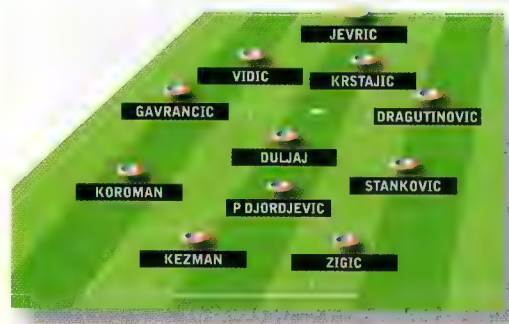 JEVRIC
VIDIC
KRSTAJIC
GAVRANCIC
DRAGUTINOVIC
DULJAJ
KOROMAN
STANKOVIC
P DJORDJEVIC
KEZMAN
ZIGIC